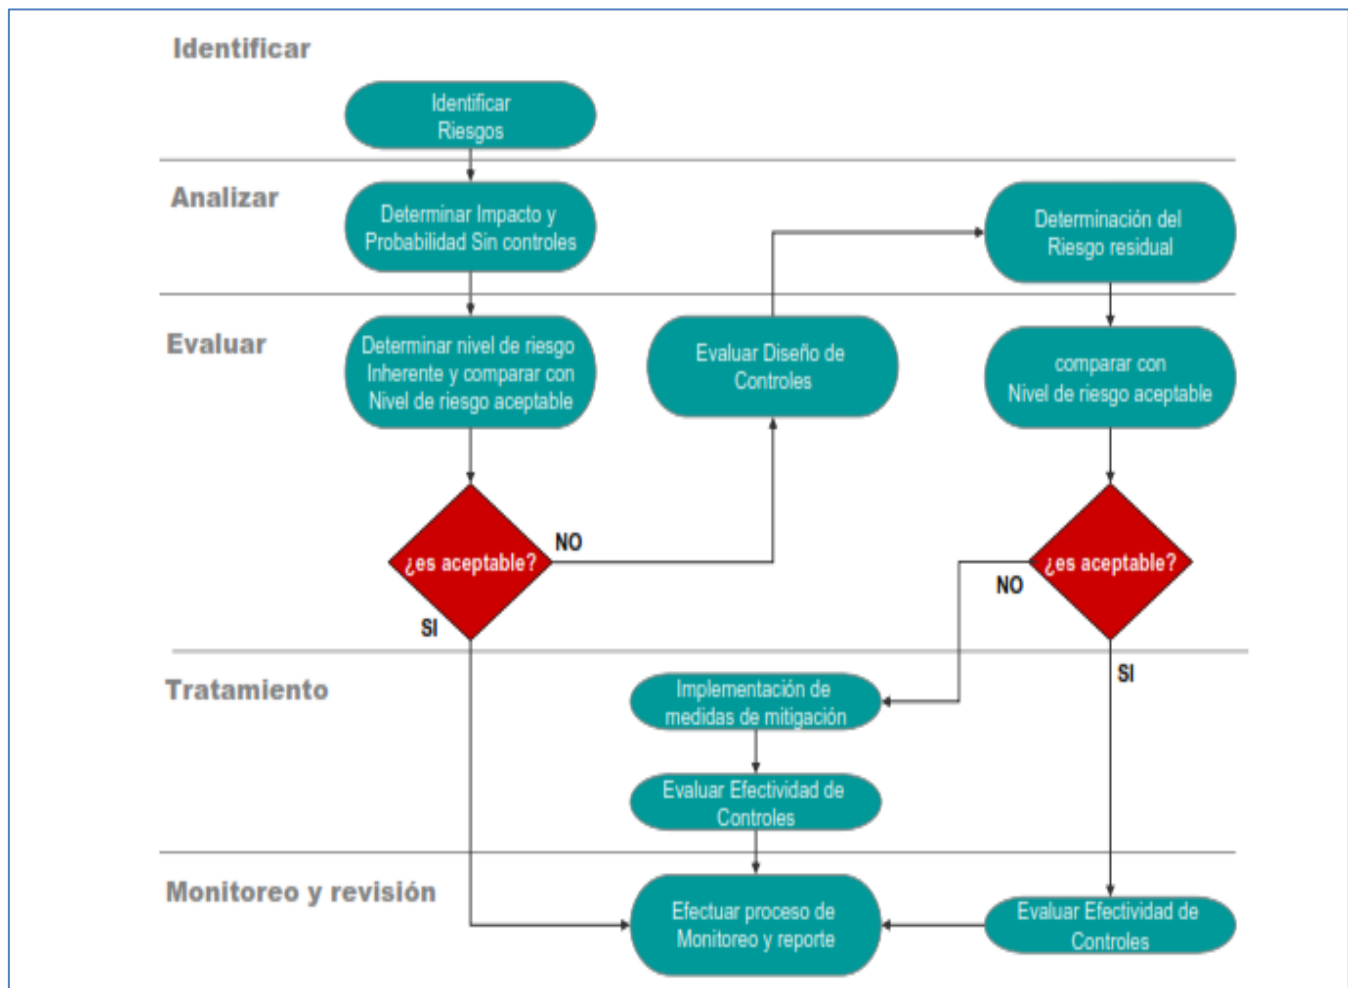 Identificar
Identificar
Riesgos
Analizar
Determinar Impacto y
Probabilidad Sin controles
Determinación del
Riesgo residual
Evaluar
Determinar nivel de riesgo
Inherente y comparar con
Nivel de riesgo aceptable
Evaluar Diseño de
Controles
comparar con
Nivel de riesgo aceptable
¿es aceptable?
NO
SI
¿es aceptable?
NO
SI
Tratamiento
Implementación de
medidas de mitigación
Evaluar Efectividad de
Controles
Monitoreo y revisión
Efectuar proceso de
Monitoreo y reporte
Evaluar Efectividad de
Controles